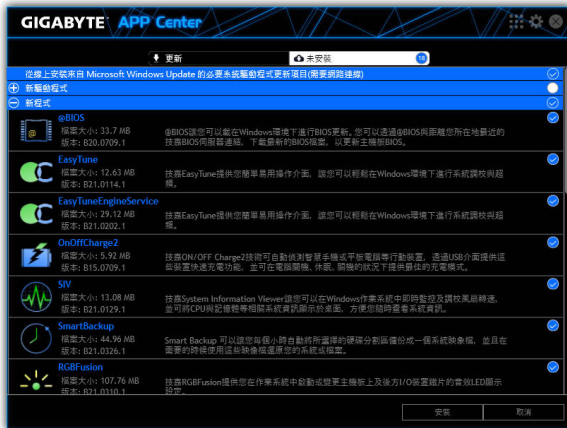 GIGABYTE APP Center
更新
未安裝
18
從線上安裝來自 Microsoft Windows Update 的必要系統驅動程式更新項目(需要網路連線)
新驅動程式
新程式
@BIOS
檔案大小: 33.7 MB
版本: B20.0709.1
@BIOS讓您可以載在Windows環境下進行BIOS更新。您可以透過@BIOS與距離您所在地最近的
技嘉BIOS伺服器連結，下載最新的BIOS檔案，以更新主機板BIOS。
EasyTune
檔案大小: 12.63 MB
版本: B21.0114.1
技嘉EasyTune提供您簡單易用操作介面，讓您可以輕鬆在Windows環境下進行系統調校與超
頻。
EasyTuneEngineService
檔案大小: 29.12 MB
版本: B21.0202.1
技嘉EasyTune提供您簡單易用操作介面，讓您可以輕鬆在Windows環境下進行系統調校與超
頻。
OnOffCharge2
檔案大小: 5.92 MB
版本: B15.0709.1
技嘉ON/OFF Charge2技術可自動偵測智慧手機或平板電腦等行動裝置，透過USB介面提供這
些裝置快速充電功能，並可在電腦開機、休眠、關機的狀況下提供最佳的充電模式。
SIV
檔案大小: 13.08 MB
版本: B21.0129.1
技嘉System Information Viewer讓您可以在Windows作業系統中即時監控及調校風扇轉速，
並可將CPU與記憶體等相關系統資訊顯示於桌面，方便您隨時查看系統資訊。
SmartBackup
檔案大小: 44.96 MB
版本: B21.0326.1
Smart Backup 可以讓您每個小時自動將所選擇的硬碟分割區備份成一個系統映象檔，並且在
需要的時候使用這些映像檔還原您的系統或檔案。
RGBFusion
檔案大小: 107.76 MB
版本: B21.0310.1
技嘉RGBFusion提供您在作業系統中啟動或變更主機板上及後方I/O裝置鐵片的音效LED顯示
設定。
安裝
取消